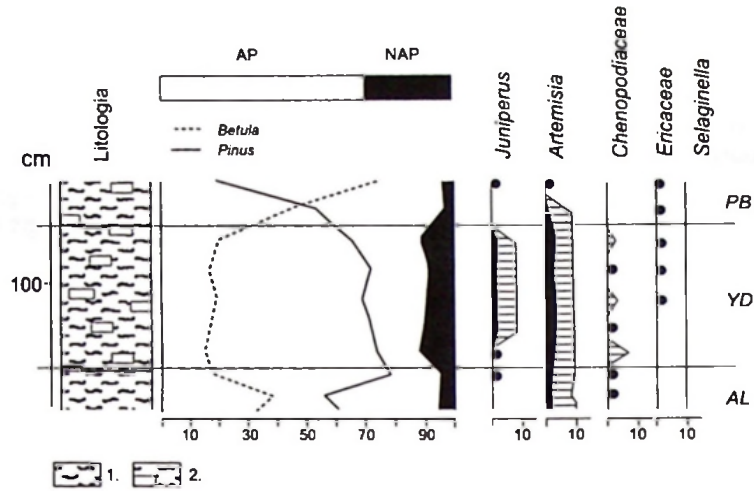 AP NAP
Betula
Pinus
cm
Litologia
Juniperus
Artemisia
Chenopodiaceae
Ericaceae
Selaginella
PB
100
YD
AL
10 30 50 70 90 10 10 10 10
1. 2.